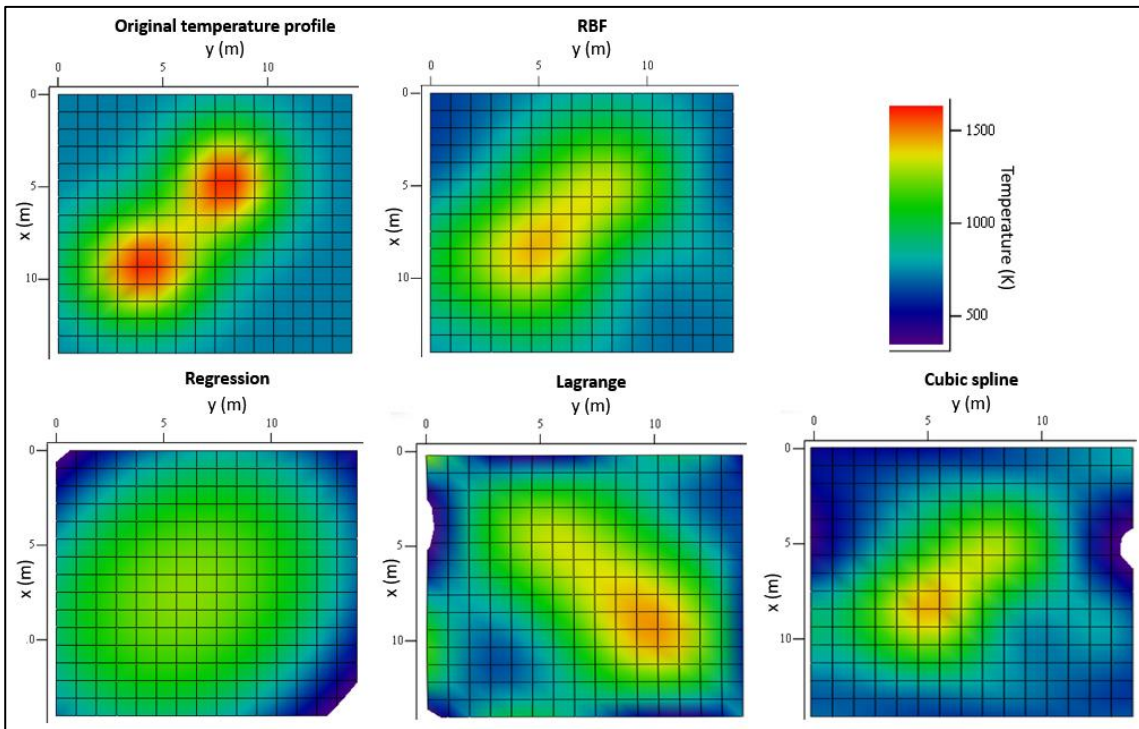 Original temperature profile
y (m)
0 5 10
0
5
10
x (m)
RBF
y (m)
0 5 10
0
5
10
x (m)
1500
1000
500
Temperature (K)
Regression
y (m)
0 5 10
0
5
.0
x (m)
Lagrange
y (m)
0 5 10
0
5
10
x (m)
Cubic spline
y (m)
0 5 10
0
5
10
x (m)